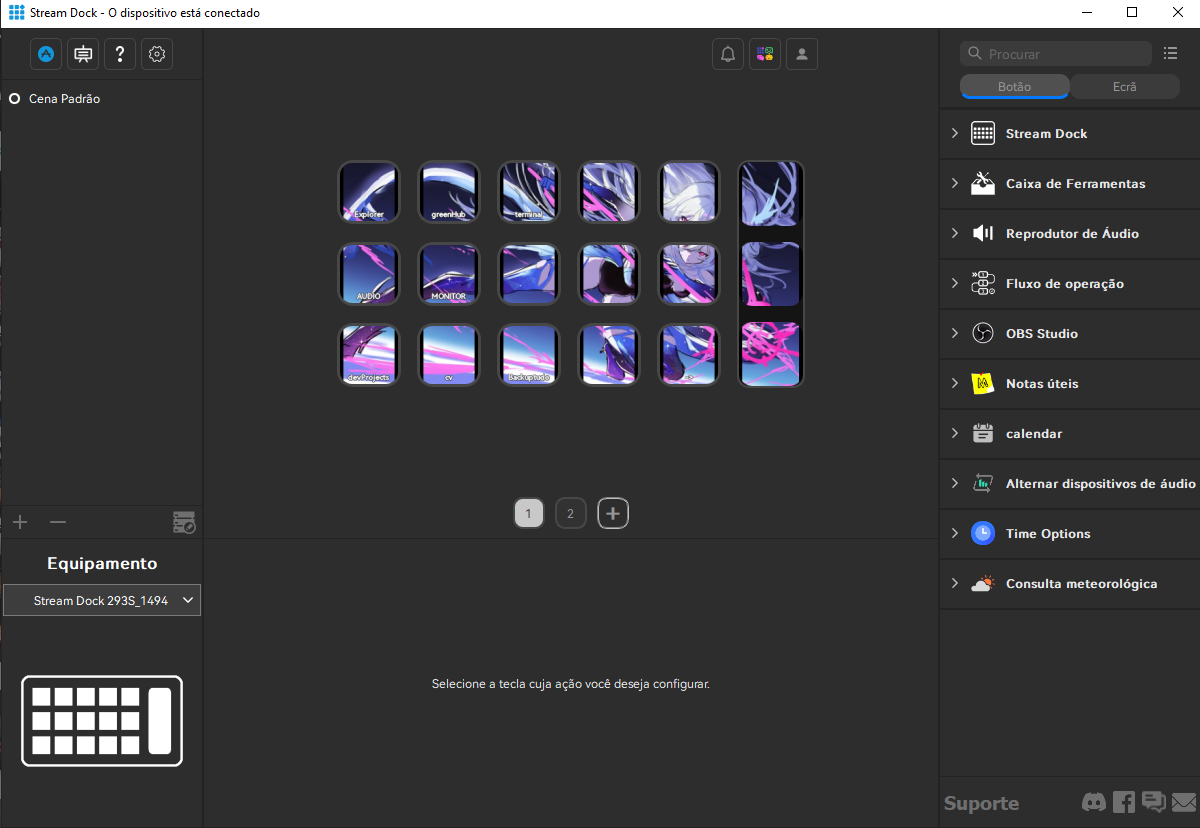 Stream Dock - O dispositivo está conectado
?
Procurar
Botão
Ecrã
Cena Padrão
Stream Dock
Caixa de Ferramentas
Reprodutor de Áudio
Fluxo de operação
OBS Studio
Notas úteis
calendar
Alternar dispositivos de áudio
Time Options
Consulta meteorológica
Explorer
greenHub
terminal
AUDIO
MONITOR
devProjects
cv
Backuptudo
1
2
+
Equipamento
Stream Dock 293S_1494
Selecione a tecla cuja ação você deseja configurar.
Suporte